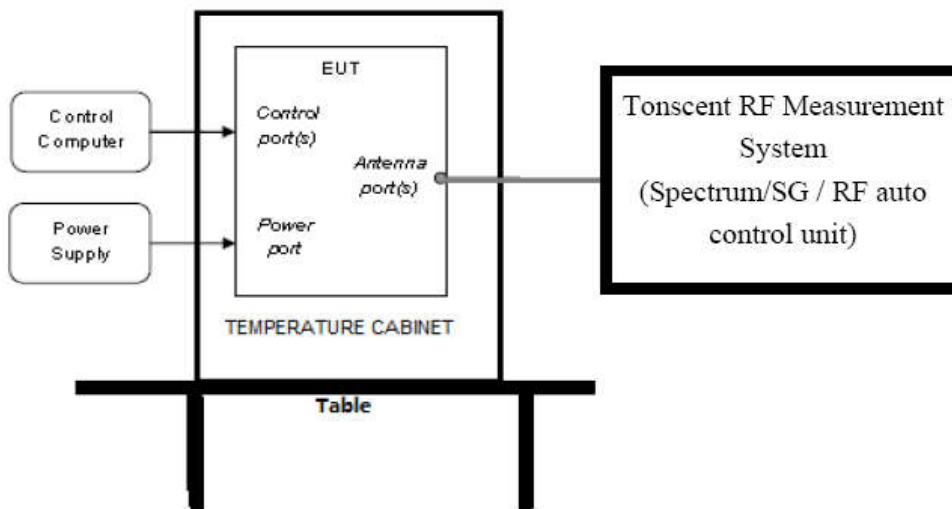 EUT
Control
Computer
Control
port(s)
Antenna
port(s)
Power
Supply
Power
port
TEMPERATURE CABINET
Table
Tonscent RF Measurement
System
(Spectrum/SG / RF auto
control unit)